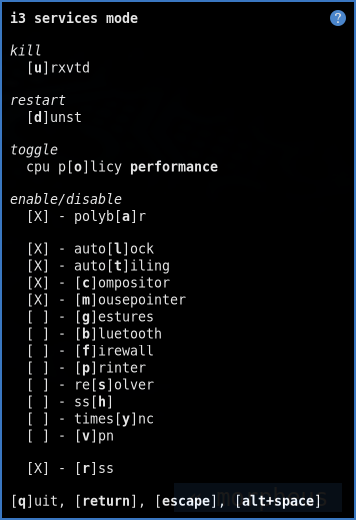 i3 services mode
?
kill
[u]rxvtd
restart
[d]unst
toggle
cpu p[o]licy performance
enable/disable
[X] - polyb[a]r
[X] - auto[l]ock
[X] - auto[t]iling
[X] - [c]ompositor
[X] - [m]ousepointer
[ ] - [g]estures
[ ] - [b]luetooth
[ ] - [f]irewall
[ ] - [p]rinter
[ ] - re[s]olver
[ ] - ss[h]
[ ] - times[y]nc
[ ] - [v]pn
[X] - [r]ss
[q]uit, [return], [escape], [alt+space]